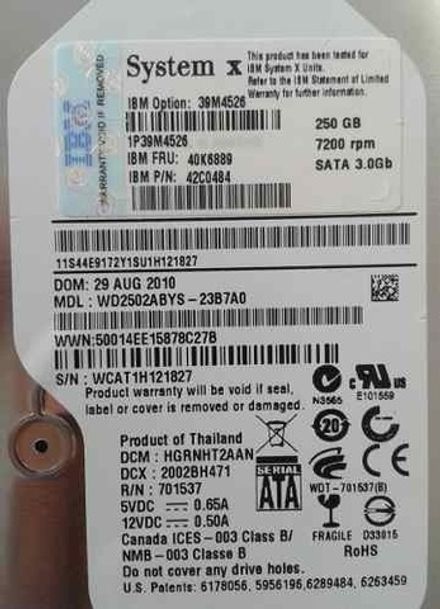 System x
This product has been tested for
IBM System X Units.
Refer to the IBM Statement of Limited
Warranty for further information.
IBM
WARRANTY VOID IF REMOVED
IBM Option: 39M4526
1P39M4526
IBM FRU: 40K6889
IBM P/N: 42C0484
250 GB
7200 rpm
SATA 3.0Gb
11S44E9172Y1SU1H121827
DOM: 29 AUG 2010
MDL: WD2502ABYS - 23B7A0
WWN:50014EE15878C27B
S/N: WCAT1H121827
Product warranty will be void if seal,
label or cover is removed or damaged.
N3565
c RU us
E101559
20
Product of Thailand
DCM: HGRNHT2AAN
DCX: 2002BH471
R/N: 701537
5VDC 0.65A
12VDC 0.50A
SERIAL
ATA
CE
WDT-701537(B)
FRAGILE
D33015
RoHS
Canada ICES - 003 Class B/
NMB - 003 Classe B
Do not cover any drive holes.
U.S. Patents: 6178056, 5956196, 6289484, 6263459